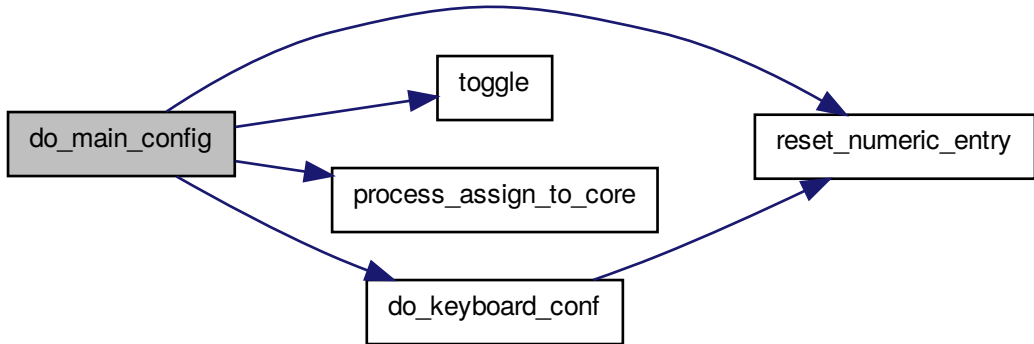 do_main_config
toggle
process_assign_to_core
do_keyboard_conf
reset_numeric_entry